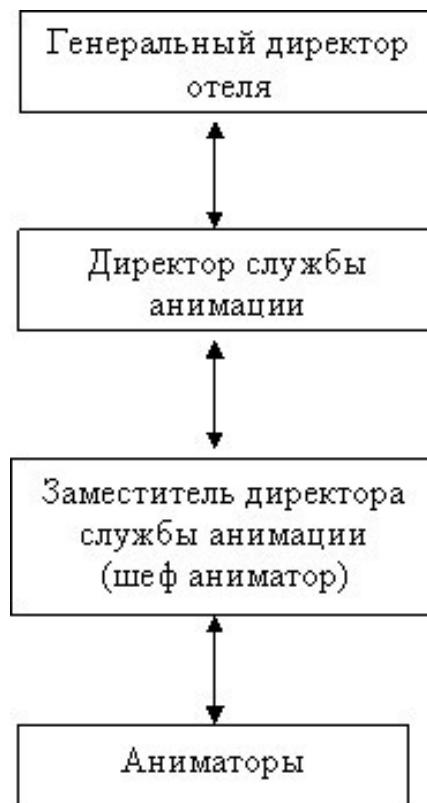 Генеральный директор
отеля
Директор службы
анимации
Заместитель директора
службы анимации
(шеф аниматор)
Аниматоры